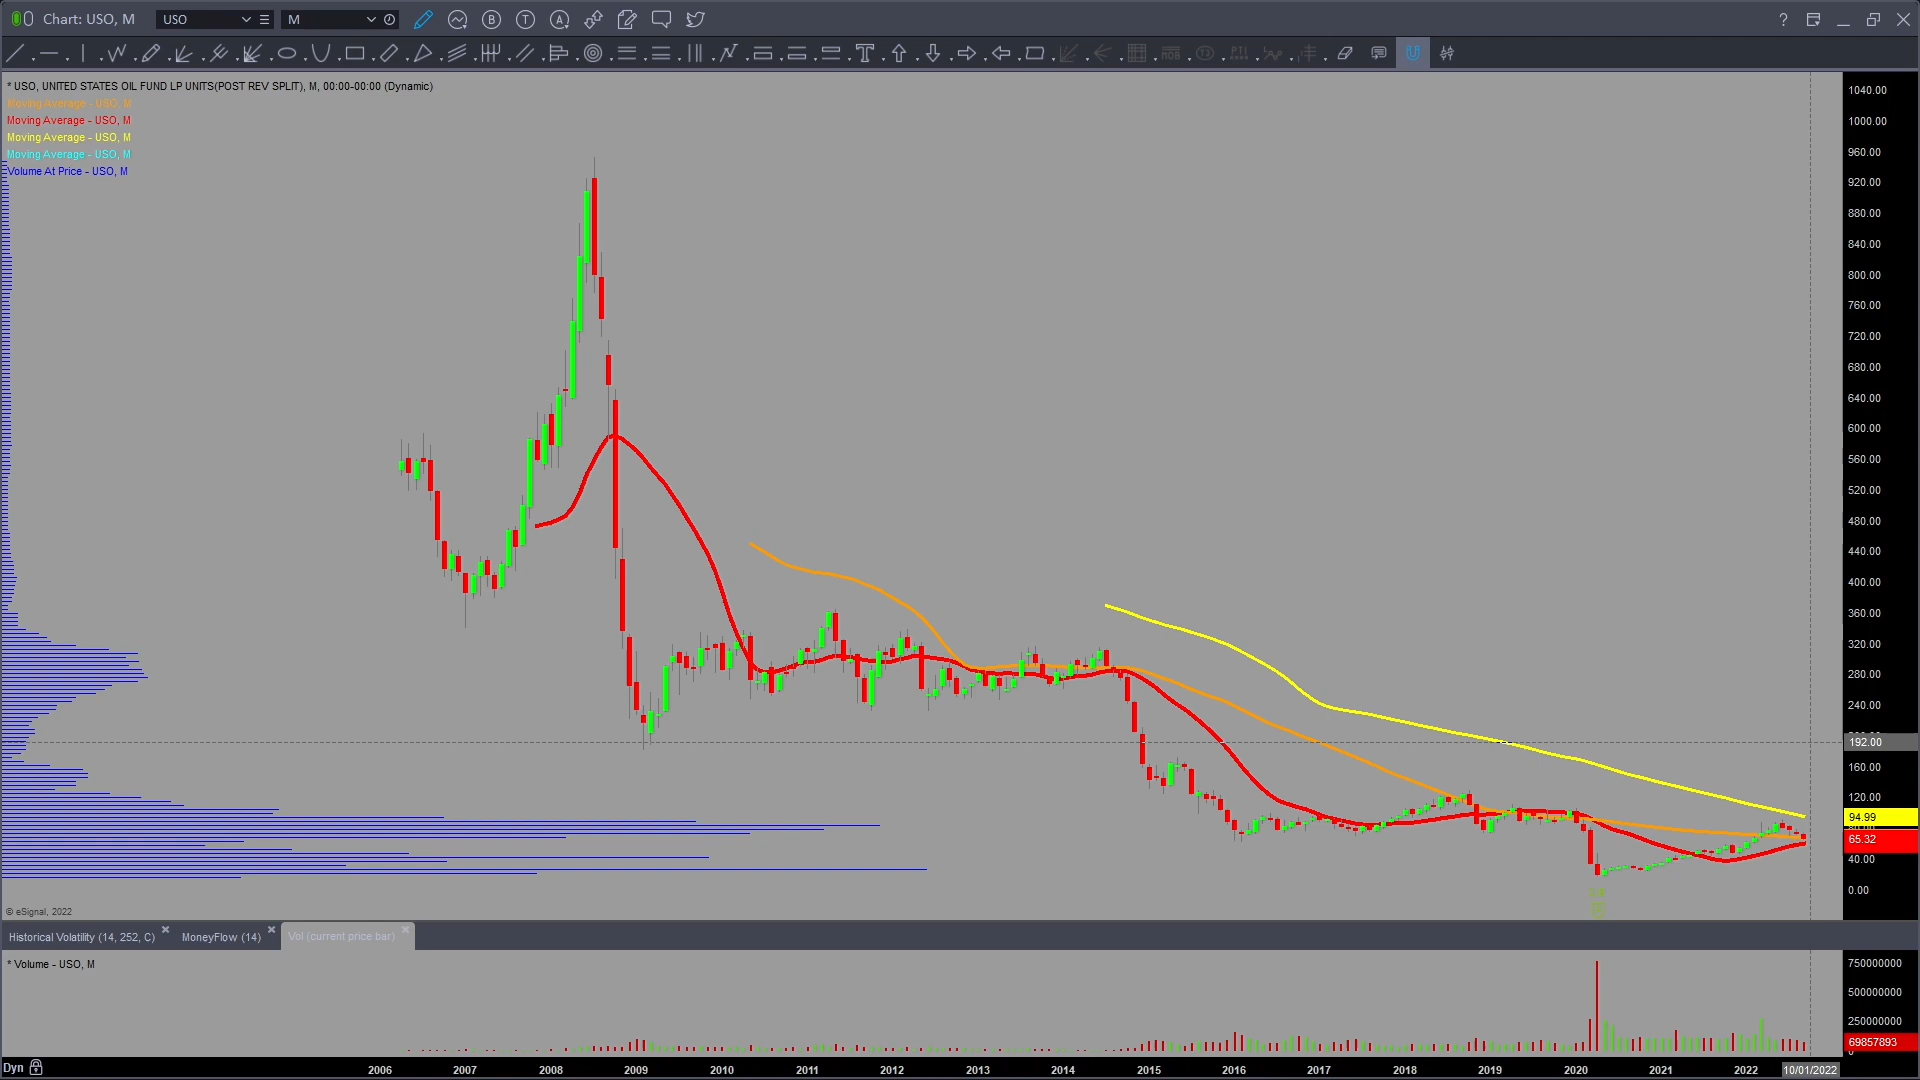 Chart: USO, M USO M B T A ?
T
* USO, UNITED STATES OIL FUND LP UNITS(POST REV SPLIT), M, 00:00-00:00 (Dynamic)
Moving Average - USO, M
Moving Average - USO, M
Moving Average - USO, M
Moving Average - USO, M
Volume At Price - USO, M
1040.00
1000.00
960.00
920.00
880.00
840.00
800.00
760.00
720.00
680.00
640.00
600.00
560.00
520.00
480.00
440.00
400.00
360.00
320.00
280.00
240.00
192.00
160.00
120.00
94.99
65.32
40.00
0.00
© eSignal, 2022
Historical Volatility (14, 252, C) MoneyFlow (14) Vol (current price bar)
* Volume - USO, M
750000000
500000000
250000000
69857893
0
Dyn 2006 2007 2008 2009 2010 2011 2012 2013 2014 2015 2016 2017 2018 2019 2020 2021 2022 10/01/2022